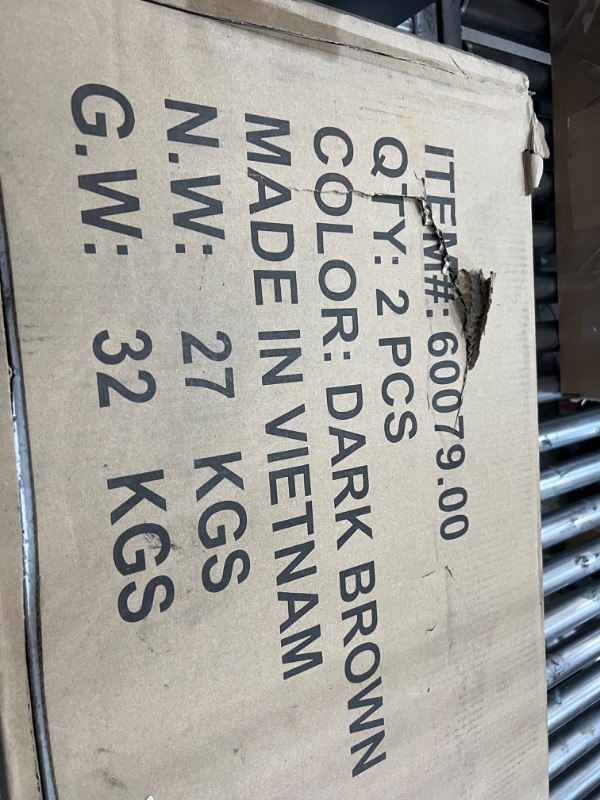 ITEM#: 60079.00
QTY: 2 PCS
COLOR: DARK BROWN
MADE IN VIETNAM
N.W: 27 KGS
G.W: 32 KGS